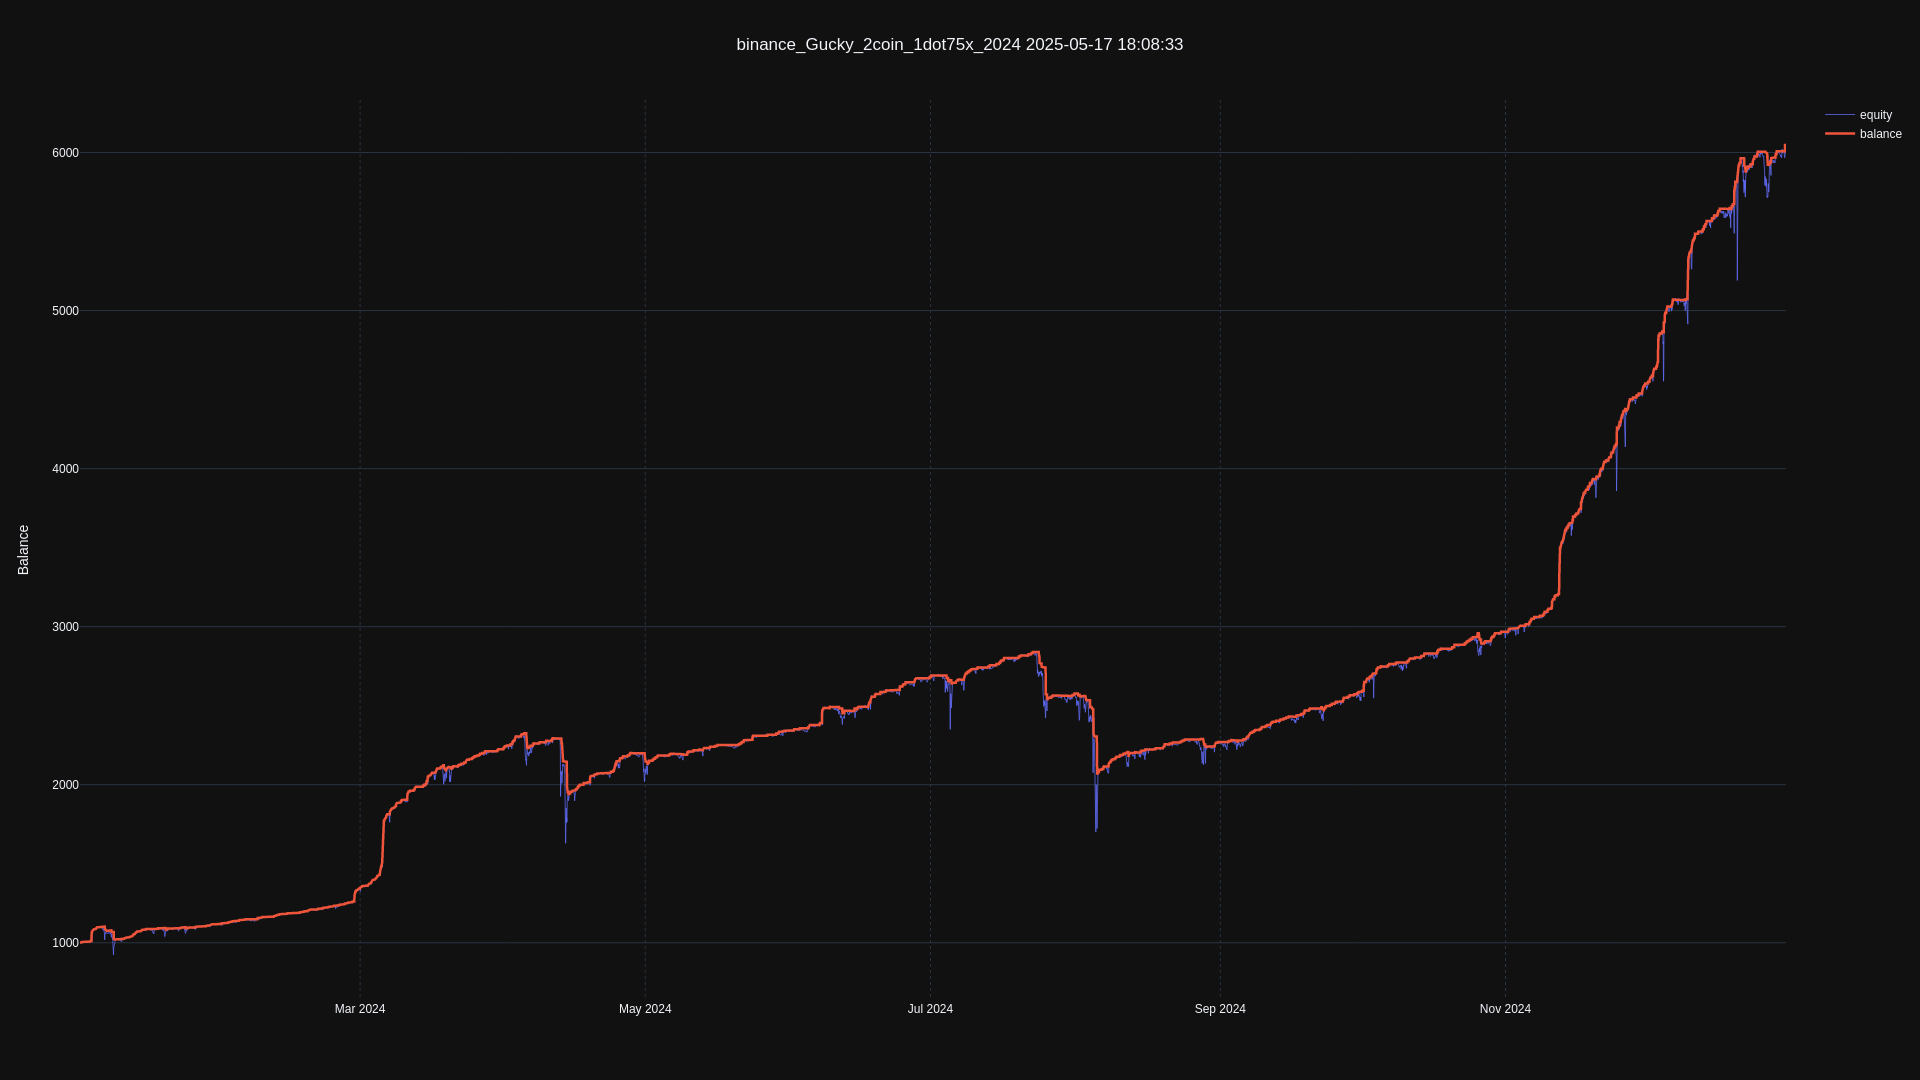 binance_Gucky_2coin_1dot75x_2024 2025-05-17 18:08:33
equity
balance
6000
5000
4000
3000
2000
1000
Balance
Mar 2024
May 2024
Jul 2024
Sep 2024
Nov 2024